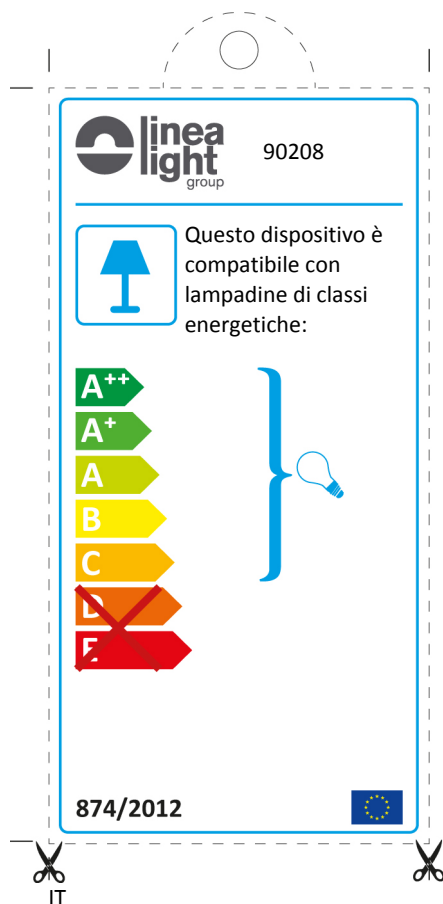 linea
light
group
90208
Questo dispositivo è
compatibile con
lampadine di classi
energetiche:
A++
A+
A
B
C
D
E
874/2012
IT